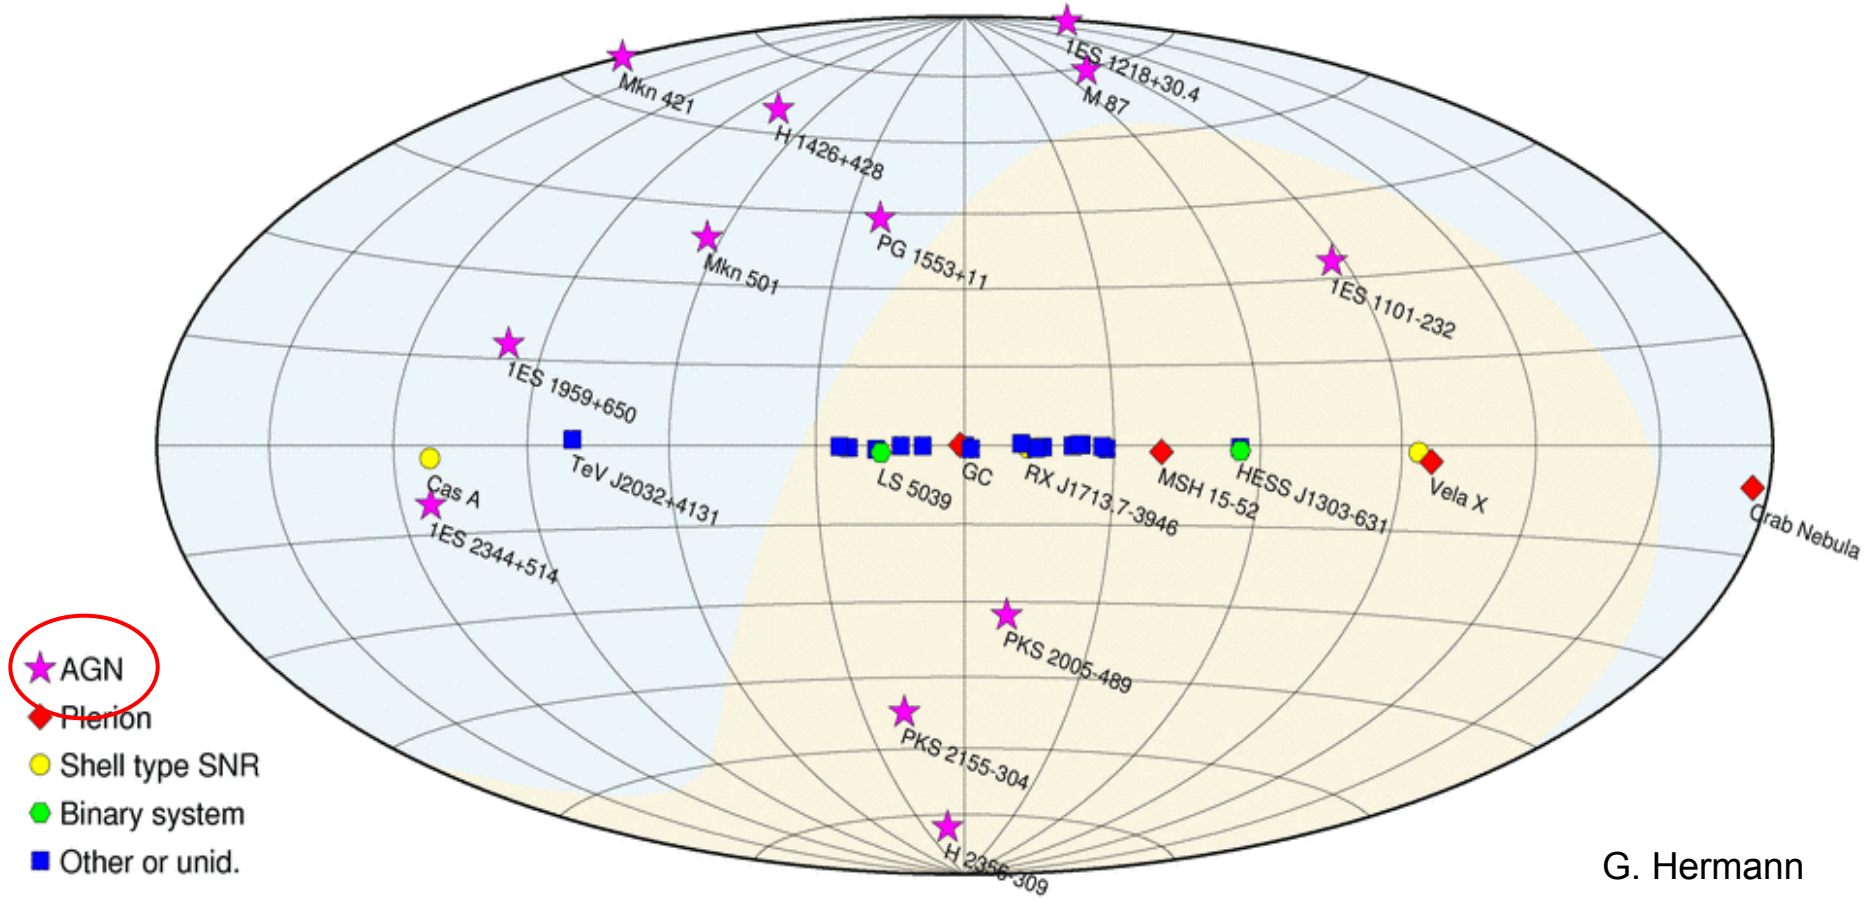 1ES 1218+30.4
Mkn 421
M 87
H 1426+428
PG 1553+11
Mkn 501
1ES 1101-232
1ES 1959+650
TeV J2032+4131
Cas A
LS 5039
GC
RX J1713.7-3946
MSH 15-52
HESS J1303-631
Vela X
Crab Nebula
1ES 2344+514
PKS 2005-489
PKS 2155-304
H 2356-309
AGN
Plerion
Shell type SNR
Binary system
Other or unid.
G. Hermann